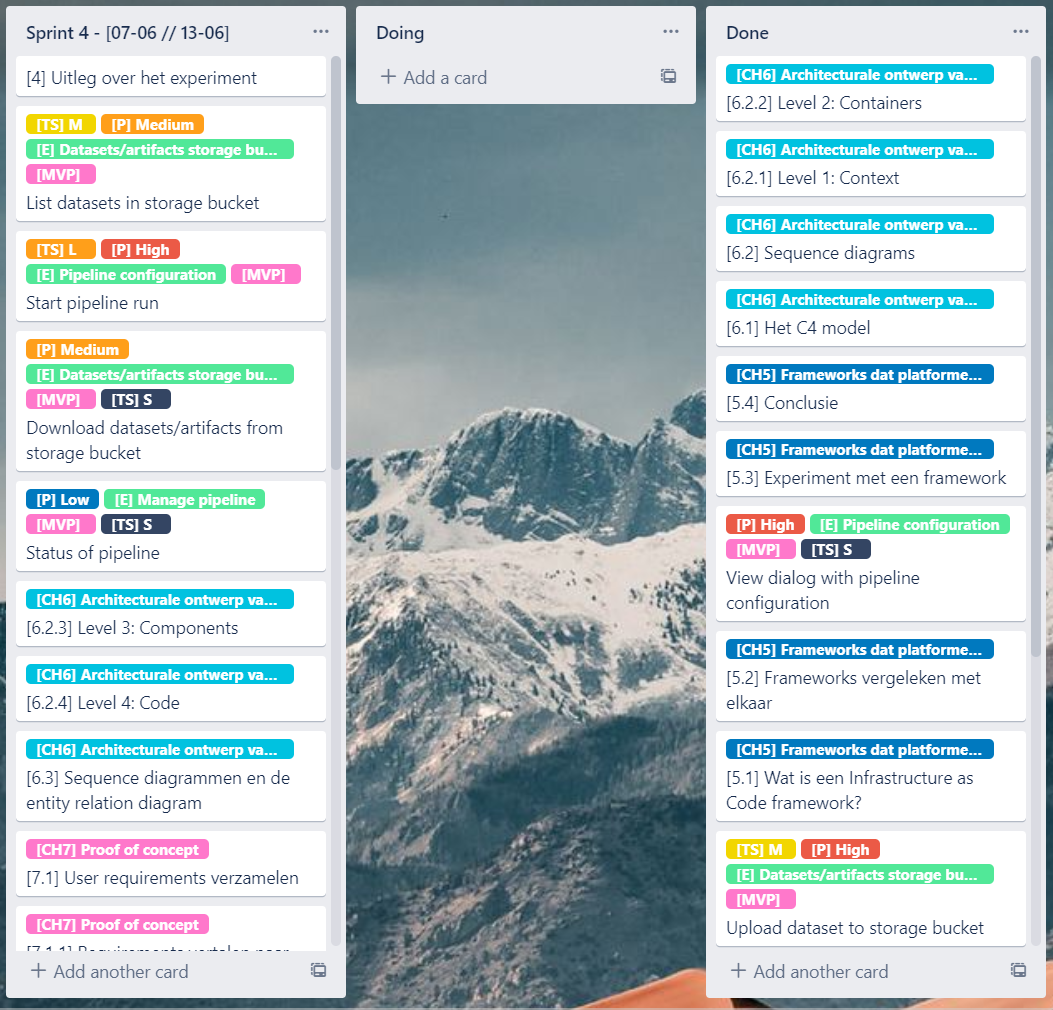 Sprint 4 - [07-06 // 13-06]
[4] Uitleg over het experiment
[TS] M [P] Medium
[E] Datasets/artifacts storage bu...
[MVP]
List datasets in storage bucket
[TS] L [P] High
[E] Pipeline configuration [MVP]
Start pipeline run
[P] Medium
[E] Datasets/artifacts storage bu...
[MVP] [TS] S
Download datasets/artifacts from
storage bucket
[P] Low [E] Manage pipeline
[MVP] [TS] S
Status of pipeline
[CH6] Architecturale ontwerp va...
[6.2.3] Level 3: Components
[CH6] Architecturale ontwerp va...
[6.2.4] Level 4: Code
[CH6] Architecturale ontwerp va...
[6.3] Sequence diagrammen en de
entity relation diagram
[CH7] Proof of concept
[7.1] User requirements verzamelen
[CH7] Proof of concept
[7.1.1] Requirements vertalen naar
Add another card
Doing
Add a card
Done
[CH6] Architecturale ontwerp va...
[6.2.2] Level 2: Containers
[CH6] Architecturale ontwerp va...
[6.2.1] Level 1: Context
[CH6] Architecturale ontwerp va...
[6.2] Sequence diagrams
[CH6] Architecturale ontwerp va...
[6.1] Het C4 model
[CH5] Frameworks dat platforme...
[5.4] Conclusie
[CH5] Frameworks dat platforme...
[5.3] Experiment met een framework
[P] High [E] Pipeline configuration
[MVP] [TS] S
View dialog with pipeline
configuration
[CH5] Frameworks dat platforme...
[5.2] Frameworks vergeleken met
elkaar
[CH5] Frameworks dat platforme...
[5.1] Wat is een Infrastructure as
Code framework?
[TS] M [P] High
[E] Datasets/artifacts storage bu...
[MVP]
Upload dataset to storage bucket
Add another card